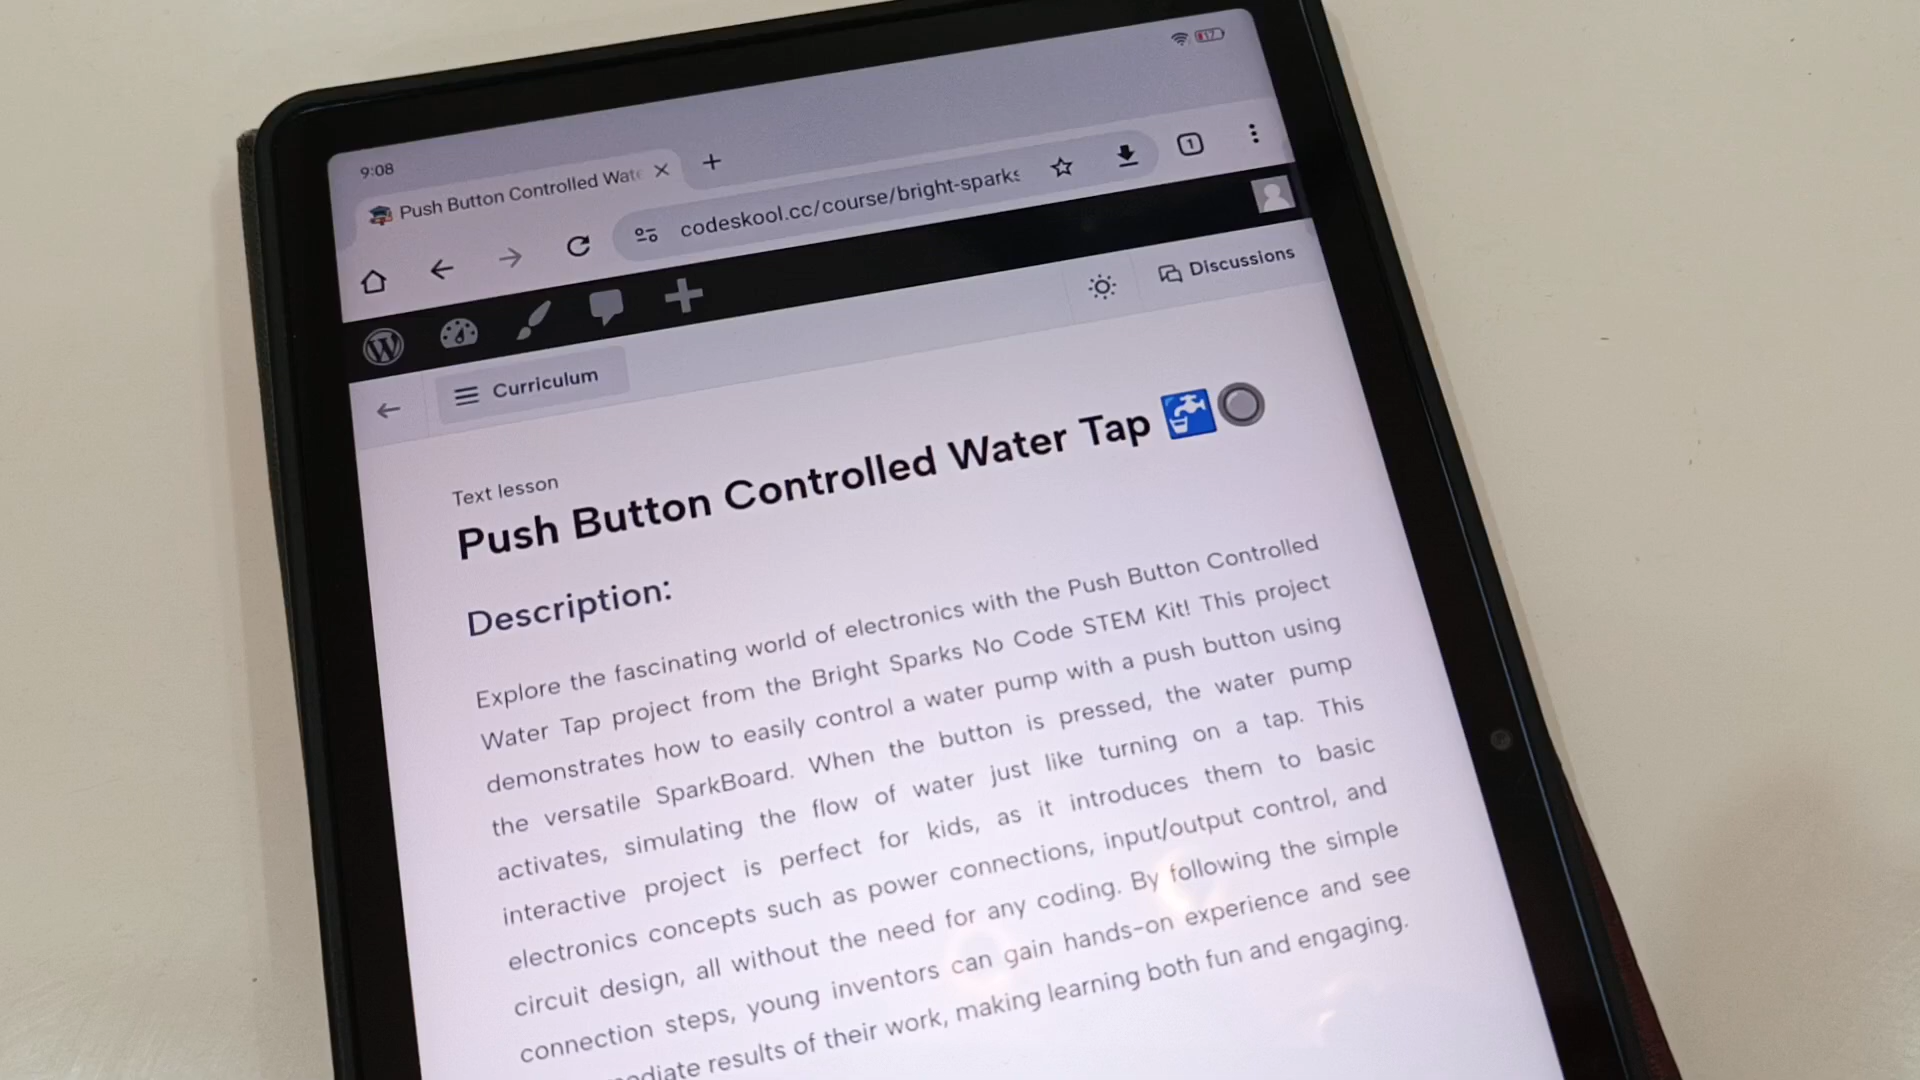 9:08
17
Push Button Controlled Wate
codeskool.cc/course/bright-sparks
1
Discussions
Curriculum
Text lesson
Push Button Controlled Water Tap
Description:
Explore the fascinating world of electronics with the Push Button Controlled
Water Tap project from the Bright Sparks No Code STEM Kit! This project
demonstrates how to easily control a water pump with a push button using
the versatile SparkBoard. When the button is pressed, the water pump
activates, simulating the flow of water just like turning on a tap. This
interactive project is perfect for kids, as it introduces them to basic
electronics concepts such as power connections, input/output control, and
circuit design, all without the need for any coding. By following the simple
connection steps, young inventors can gain hands-on experience and see
results of their work, making learning both fun and engaging.